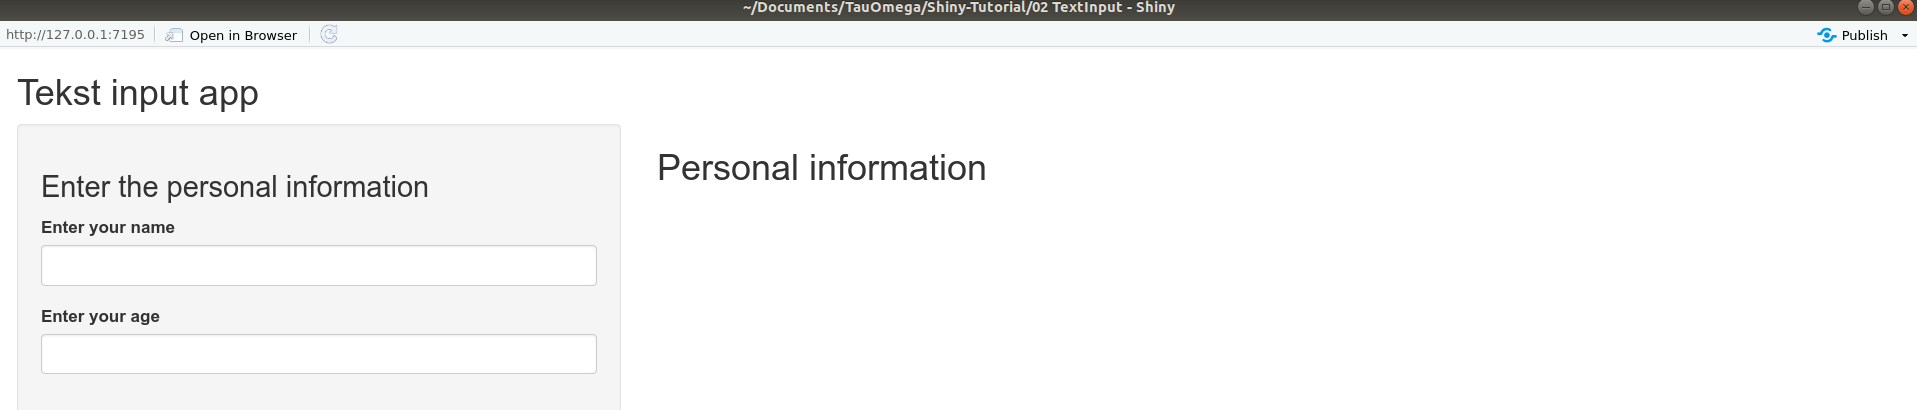 ~/Documents/TauOmega/Shiny-Tutorial/02 TextInput - Shiny
http://127.0.0.1:7195 Open in Browser Publish
Tekst input app
Enter the personal information
Enter your name
Enter your age
Personal information